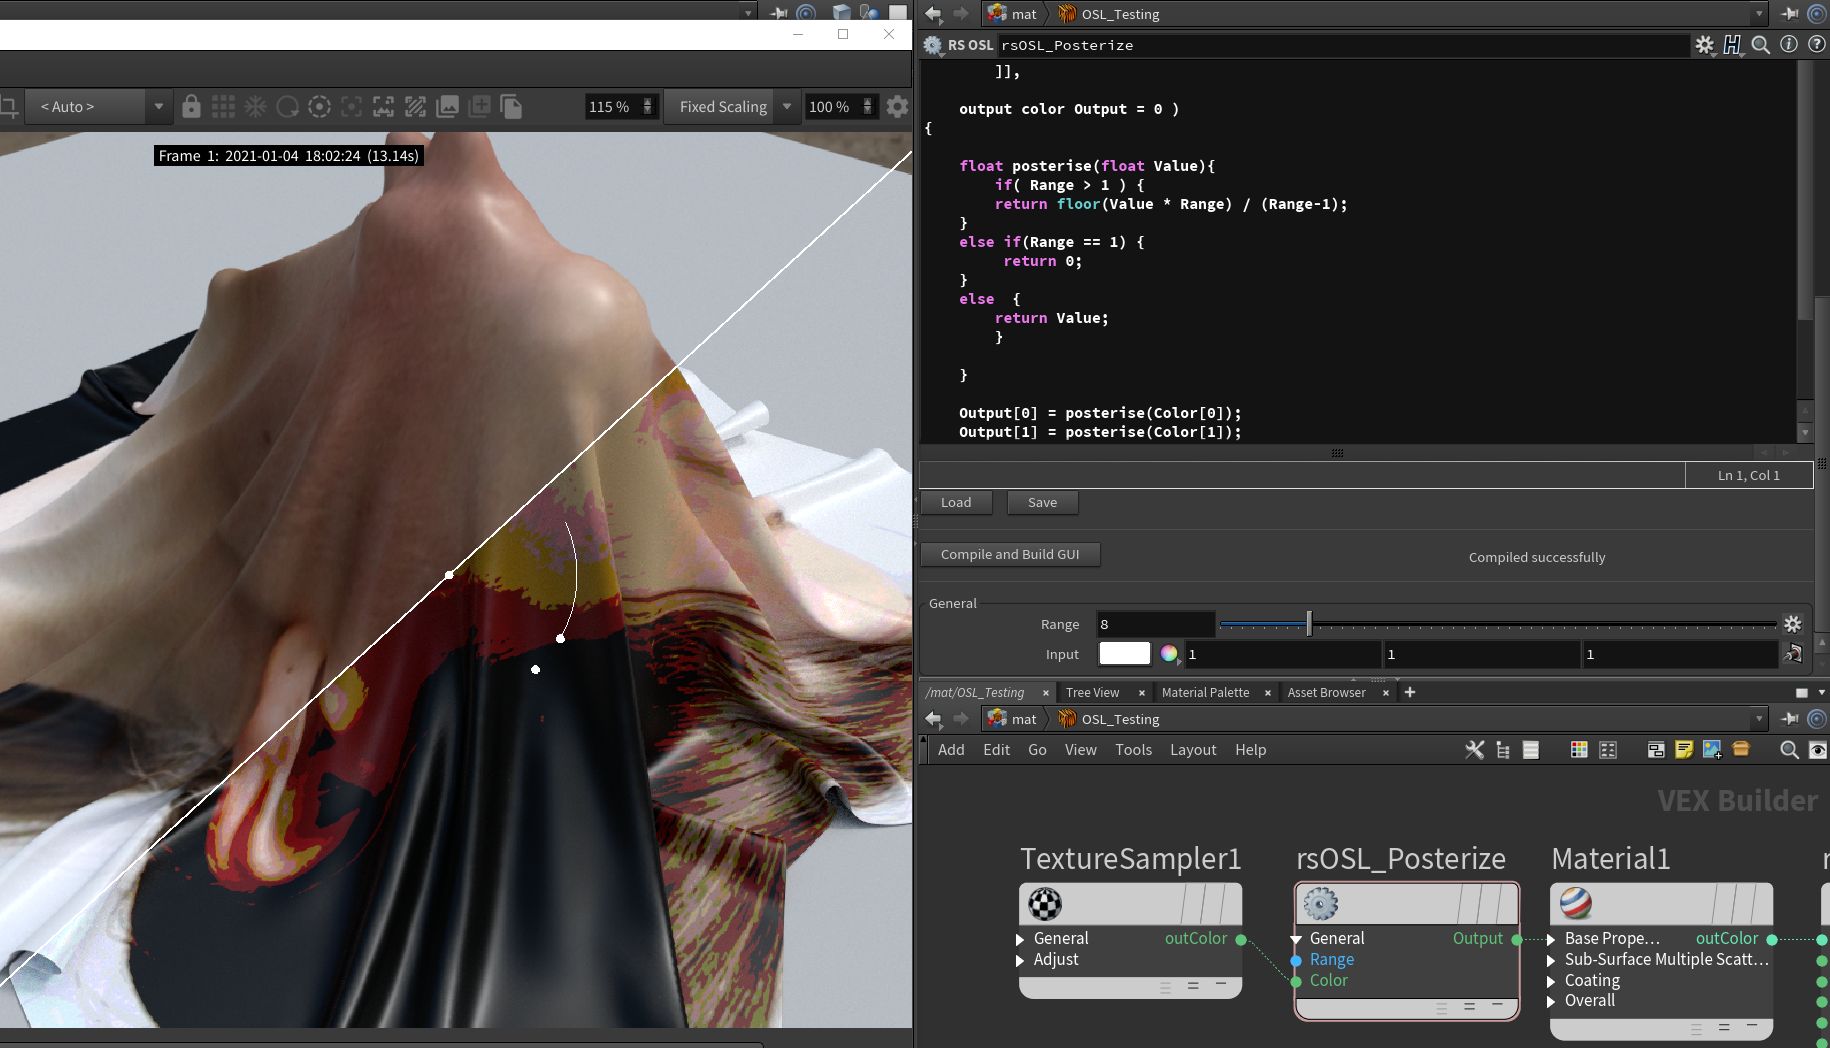 < Auto >
115 %
Fixed Scaling
100 %
Frame 1: 2021-01-04 18:02:24 (13.14s)
mat
OSL_Testing
RS OSL
rsOSL_Posterize
]],
output color Output = 0 )
{
float posterise(float Value){
if( Range > 1 ) {
return floor(Value * Range) / (Range-1);
}
else if(Range == 1) {
return 0;
}
else {
return Value;
}
}
Output[0] = posterise(Color[0]);
Output[1] = posterise(Color[1]);
Ln 1, Col 1
Load
Save
Compile and Build GUI
Compiled successfully
General
Range
8
Input
1
1
1
/mat/OSL_Testing
Tree View
Material Palette
Asset Browser
mat
OSL_Testing
Add Edit Go View Tools Layout Help
VEX Builder
TextureSampler1
General
outColor
Adjust
rsOSL_Posterize
General
Output
Range
Color
Material1
Base Prope...
outColor
Sub-Surface Multiple Scatt...
Coating
Overall